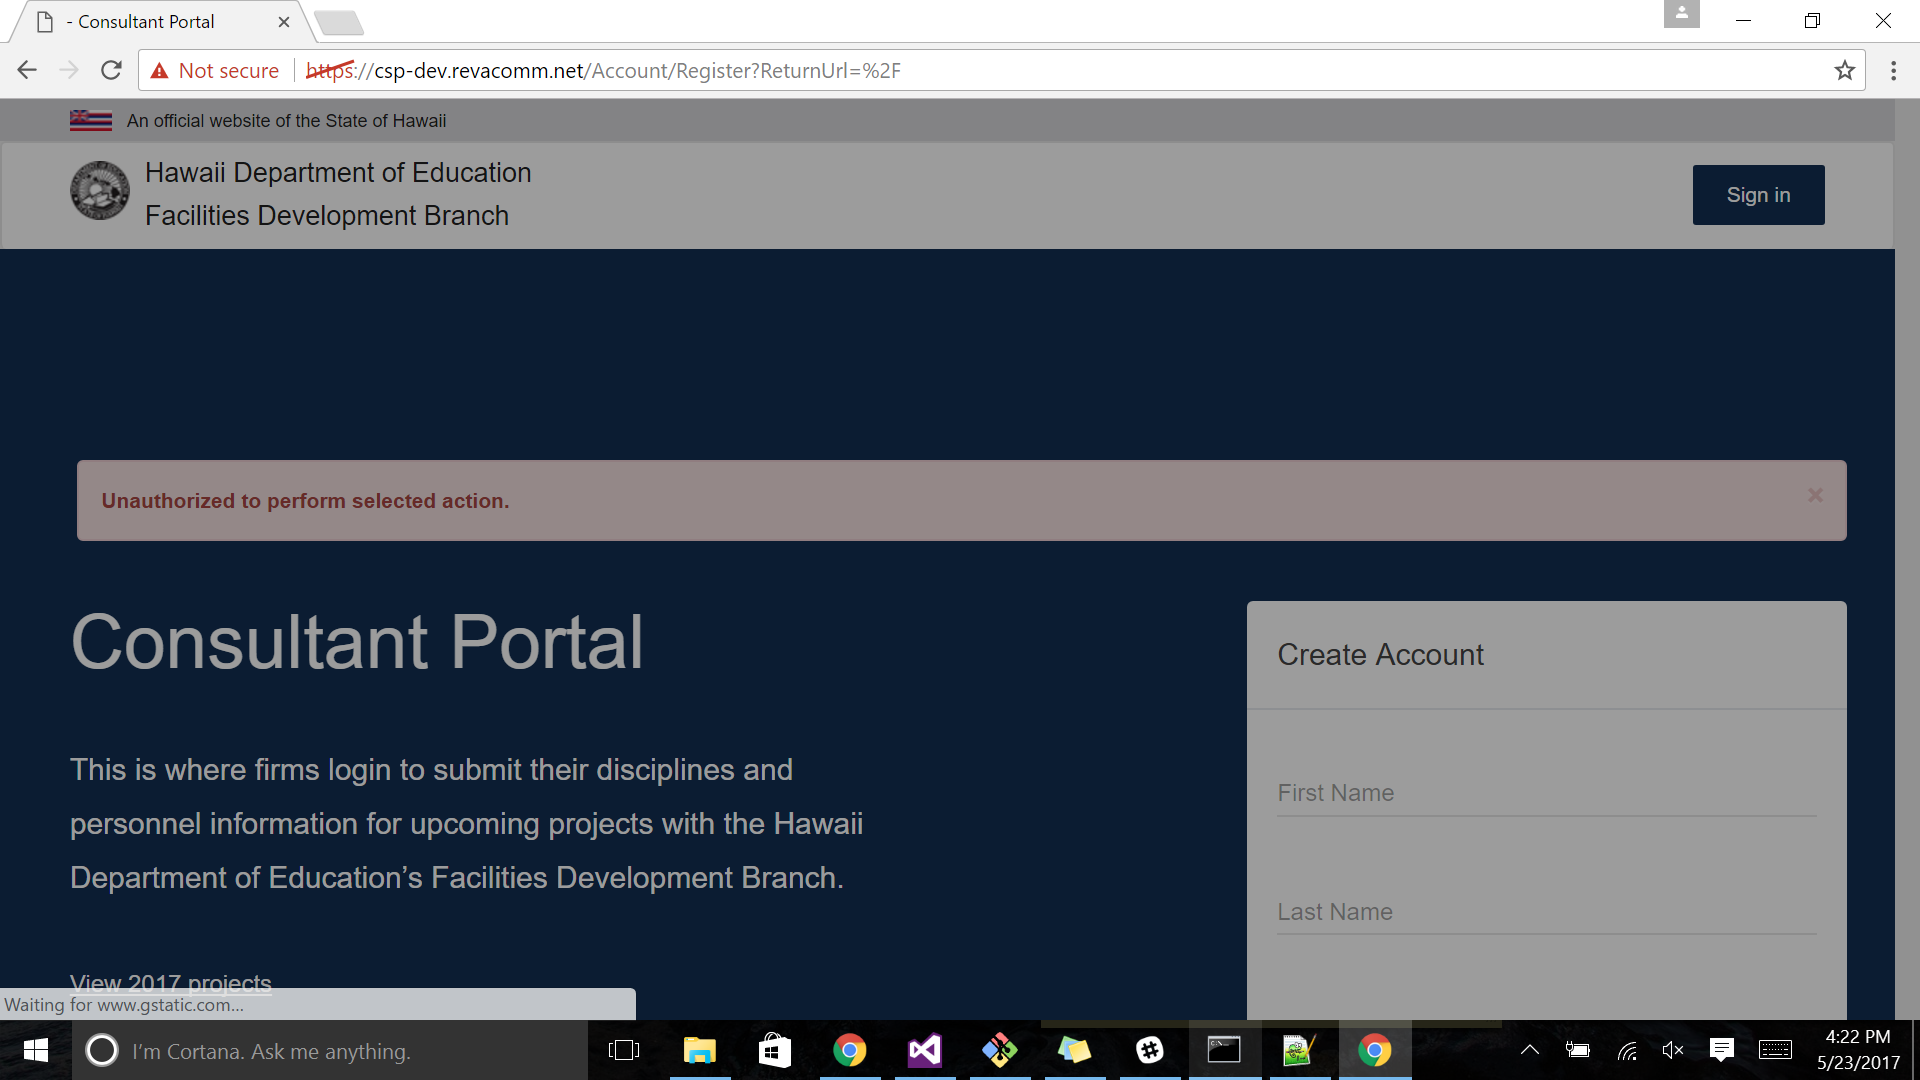 - Consultant Portal
Not secure https://csp-dev.revacomm.net/Account/Register?ReturnUrl=%2F
An official website of the State of Hawaii
Hawaii Department of Education
Facilities Development Branch
Sign in
Unauthorized to perform selected action.
×
Consultant Portal
This is where firms login to submit their disciplines and
personnel information for upcoming projects with the Hawaii
Department of Education’s Facilities Development Branch.
View 2017 projects
Create Account
First Name
Last Name
Waiting for www.gstatic.com...
I'm Cortana. Ask me anything.
4:22 PM
5/23/2017